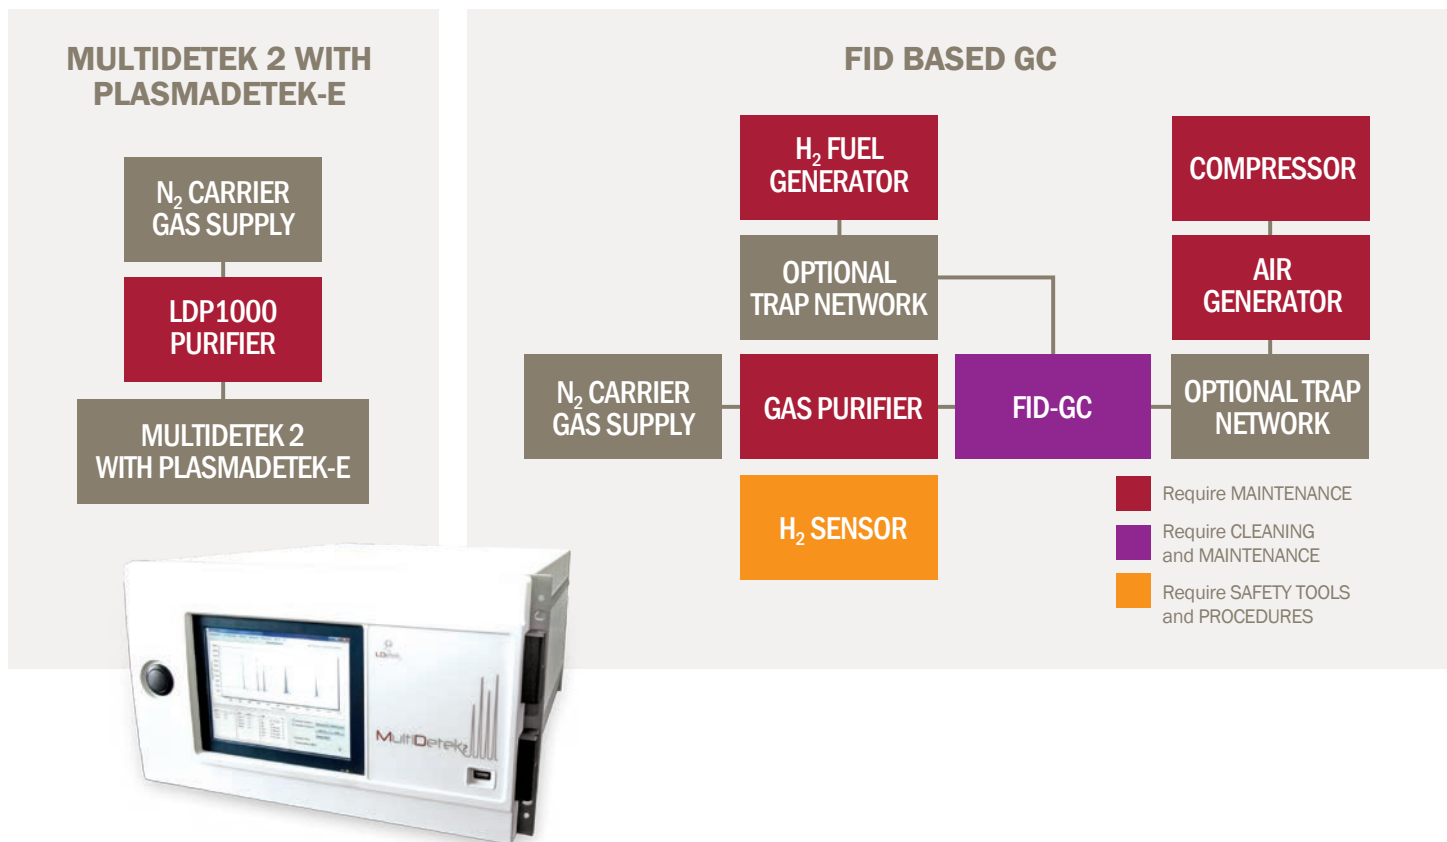 MULTIDETEK 2 WITH
PLASMADETEK-E
N₂ CARRIER
GAS SUPPLY
LDP1000
PURIFIER
MULTIDETEK 2
WITH PLASMADETEK-E
FID BASED GC
H₂ FUEL
GENERATOR
OPTIONAL
TRAP NETWORK
N₂ CARRIER
GAS SUPPLY
GAS PURIFIER
FID-GC
COMPRESSOR
AIR
GENERATOR
OPTIONAL TRAP
NETWORK
H₂ SENSOR
Require MAINTENANCE
Require CLEANING
and MAINTENANCE
Require SAFETY TOOLS
and PROCEDURES
LDetek
MultiDetek2